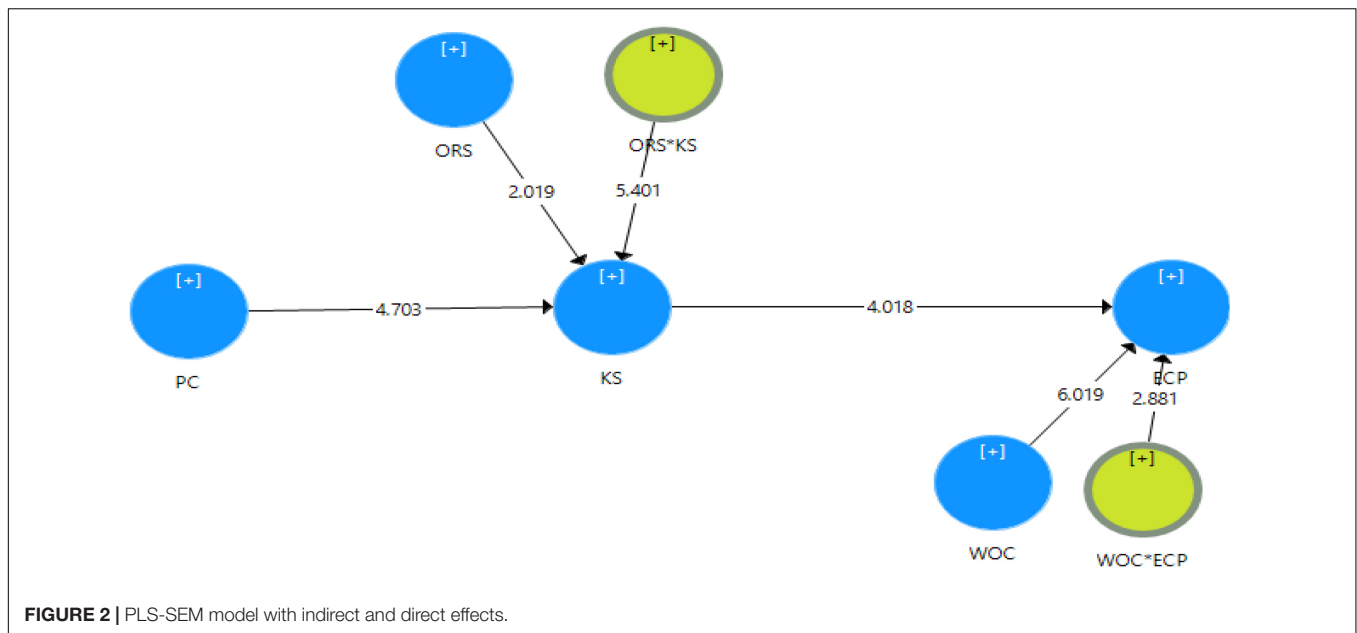 [+]
[+]
ORS
ORS*KS
2.019
5.401
[+]
[+]
[+]
4.703
4.018
PC
KS
ECP
6.019
2.881
[+]
[+]
WOC
WOC*ECP
FIGURE 2 | PLS-SEM model with indirect and direct effects.